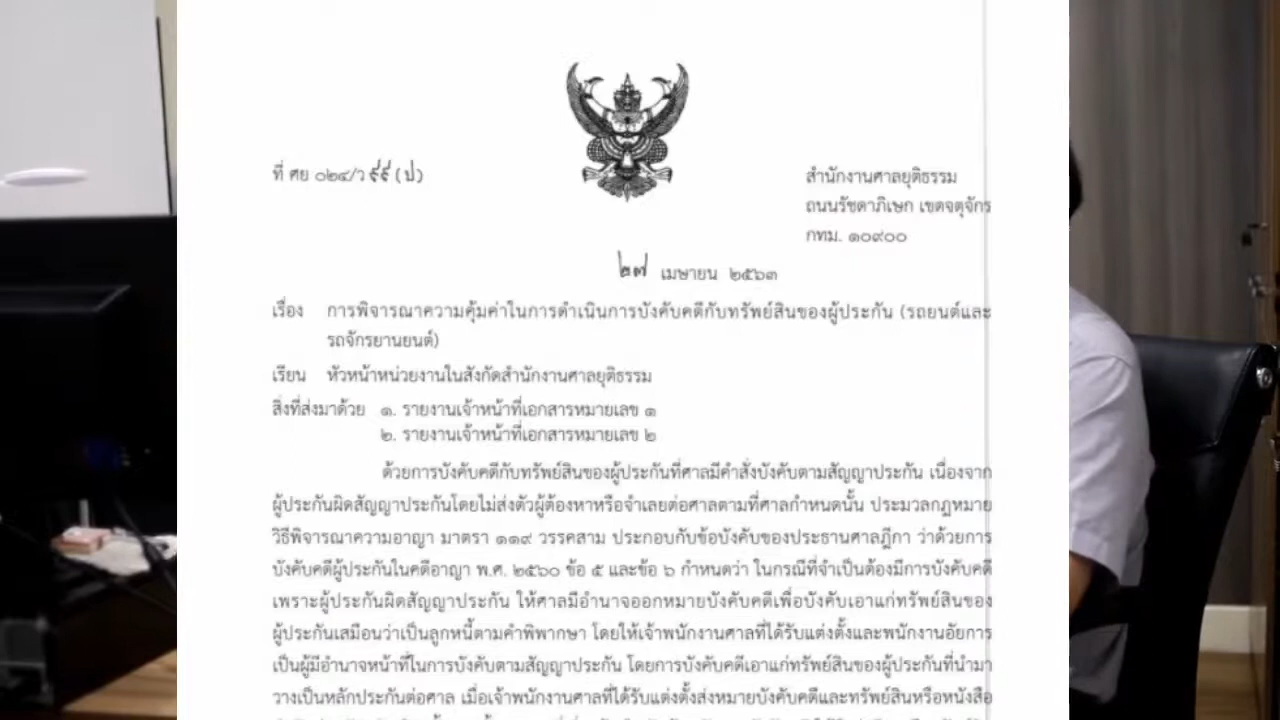 ที่ ศย ๐๒๔/ว ๙๙ (ป)
สำนักงานศาลยุติธรรม
ถนนรัชดาภิเษก เขตจตุจักร
กทม. ๑๐๙๐๐
๒๗ เมษายน ๒๕๖๓
เรื่อง การพิจารณาความคุ้มค่าในการดำเนินการบังคับคดีกับทรัพย์สินของผู้ประกัน (รถยนต์และ
รถจักรยานยนต์)
เรียน หัวหน้าหน่วยงานในสังกัดสำนักงานศาลยุติธรรม
สิ่งที่ส่งมาด้วย ๑. รายงานเจ้าหน้าที่เอกสารหมายเลข ๑
๒. รายงานเจ้าหน้าที่เอกสารหมายเลข ๒
ด้วยการบังคับคดีกับทรัพย์สินของผู้ประกันที่ศาลมีคำสั่งบังคับตามสัญญาประกัน เนื่องจาก
ผู้ประกันผิดสัญญาประกันโดยไม่ส่งตัวผู้ต้องหาหรือจำเลยต่อศาลตามที่ศาลกำหนดนั้น ประมวลกฎหมาย
วิธีพิจารณาความอาญา มาตรา ๑๑๙ วรรคสาม ประกอบกับข้อบังคับของประธานศาลฎีกา ว่าด้วยการ
บังคับคดีผู้ประกันในคดีอาญา พ.ศ. ๒๕๖๐ ข้อ ๕ และข้อ ๖ กำหนดว่า ในกรณีที่จำเป็นต้องมีการบังคับคดี
เพราะผู้ประกันผิดสัญญาประกัน ให้ศาลมีอำนาจออกหมายบังคับคดีเพื่อบังคับเอาแก่ทรัพย์สินของ
ผู้ประกันเสมือนว่าเป็นลูกหนี้ตามคำพิพากษา โดยให้เจ้าพนักงานศาลที่ได้รับแต่งตั้งและพนักงานอัยการ
เป็นผู้มีอำนาจหน้าที่ในการบังคับตามสัญญาประกัน โดยการบังคับคดีเอาแก่ทรัพย์สินของผู้ประกันที่นำมา
วางเป็นหลักประกันต่อศาล เมื่อเจ้าพนักงานศาลที่ได้รับแต่งตั้งส่งหมายบังคับคดีและทรัพย์สินหรือหนังสือ